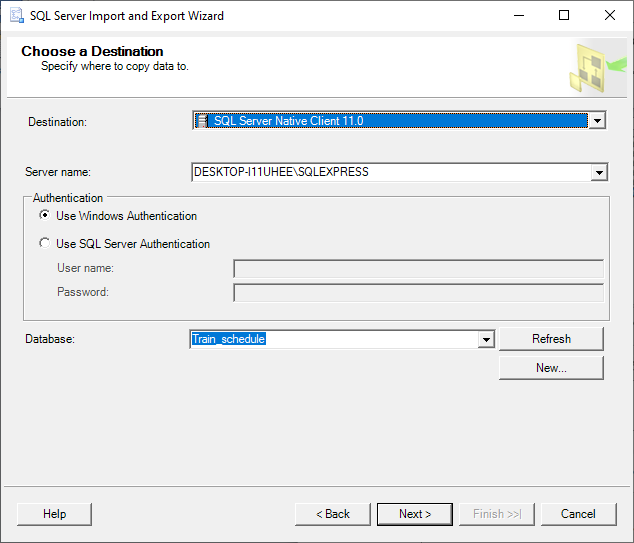 SQL Server Import and Export Wizard
Choose a Destination
Specify where to copy data to.
Destination: SQL Server Native Client 11.0
Server name: DESKTOP-I11UHEE\SQLEXPRESS
Authentication
Use Windows Authentication
Use SQL Server Authentication
User name:
Password:
Database: Train_schedule Refresh
New...
Help < Back Next > Finish >>| Cancel